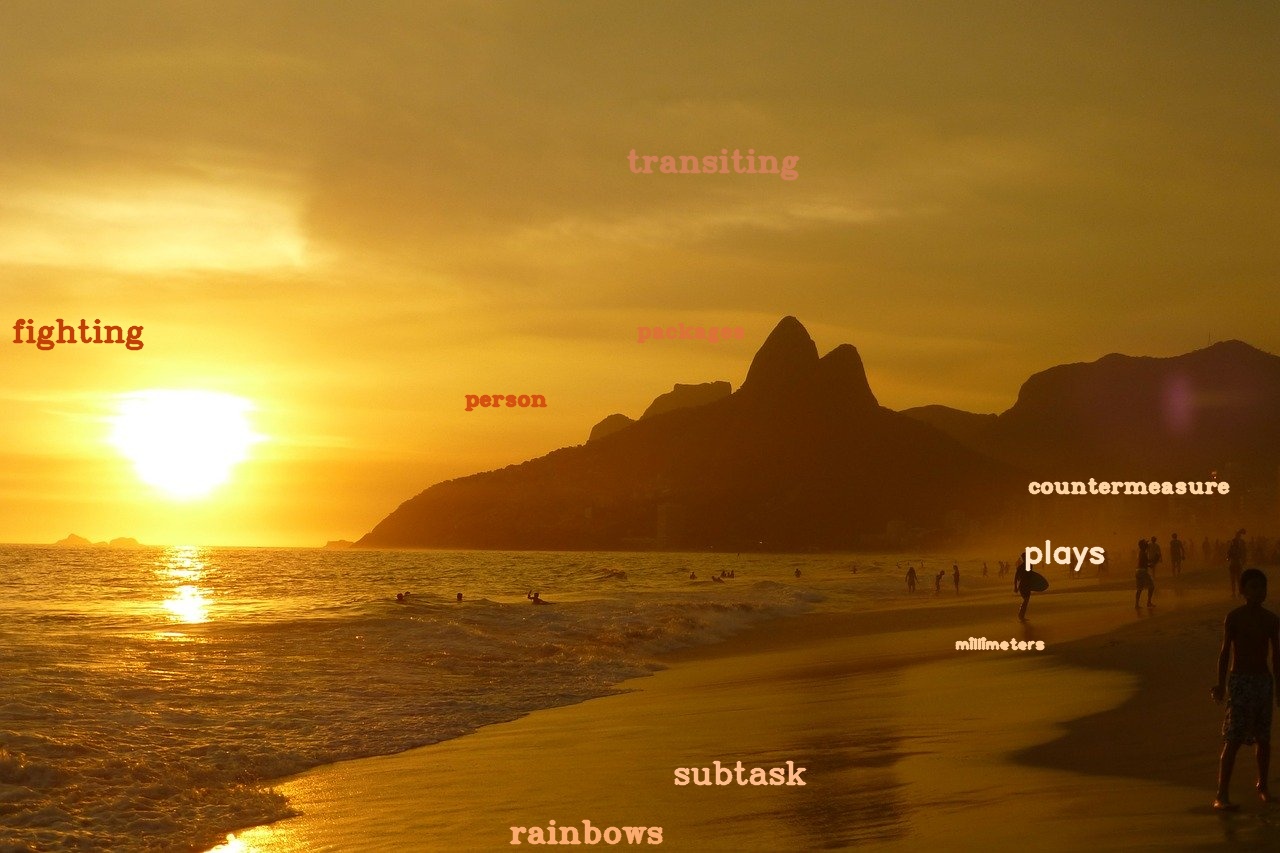 transiting
fighting
packages
person
countermeasure
plays
millimeters
subtask
rainbows